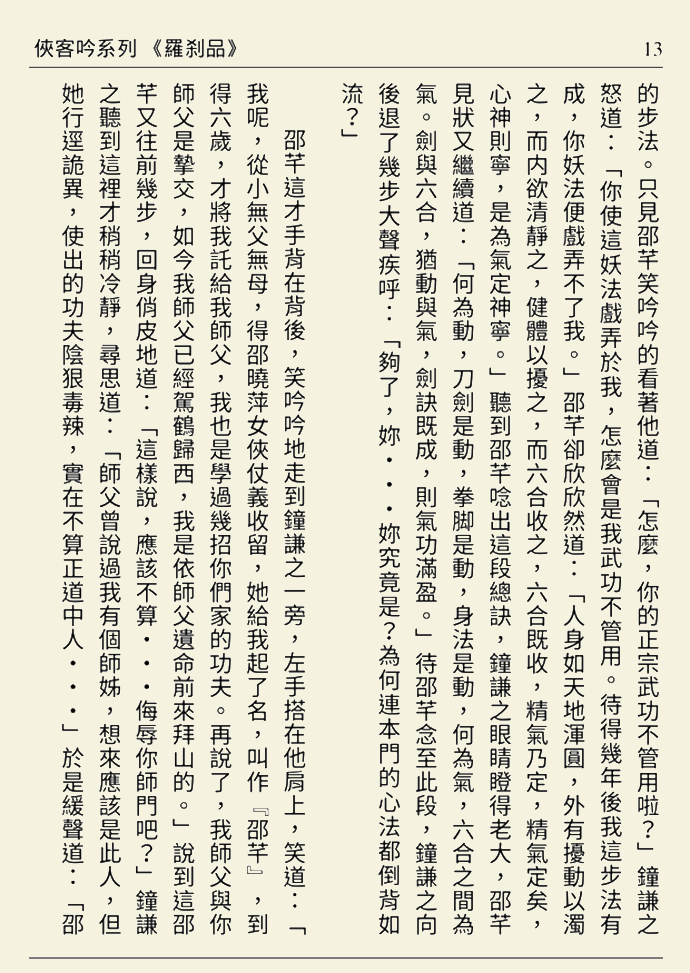 俠客吟系列 《羅剎品》
13
的步法。只見邵芊笑吟吟的看著他道：「怎麼，你的正宗武功不管用啦？」鐘謙之
怒道：「你使這妖法戲弄於我，怎麼會是我武功不管用。待得幾年後我這步法有
成，你妖法便戲弄不了我。」邵芊卻欣欣然道：「人身如天地渾圓，外有擾動以濁
之，而內欲清靜之，健體以擾之，而六合收之，六合既收，精氣乃定，精氣定矣，
心神則寧，是為氣定神寧。」聽到邵芊唸出這段總訣，鐘謙之眼睛瞪得老大，邵芊
見狀又繼續道：「何為動，刀劍是動，拳脚是動，身法是動，何為氣，六合之間為
氣。劍與六合，猶動與氣，劍訣既成，則氣功滿盈。」待邵芊念至此段，鐘謙之向
後退了幾步大聲疾呼：「夠了，妳・・・妳究竟是？為何連本門的心法都倒背如
流？」
邵芊這才手背在背後，笑吟吟地走到鐘謙之一旁，左手搭在他肩上，笑道：「
我呢，從小無父無母，得邵曉萍女俠仗義收留，她給我起了名，叫作『邵芊』，到
得六歲，才將我託給我師父，我也是學過幾招你們家的功夫。再說了，我師父與你
師父是摯交，如今我師父已經駕鶴歸西，我是依師父遺命前來拜山的。」說到這邵
芊又往前幾步，回身俏皮地道：「這樣說，應該不算・・・侮辱你師門吧？」鐘謙
之聽到這裡才稍稍冷靜，尋思道：「師父曾說過我有個師姊，想來應該是此人，但
她行逕詭異，使出的功夫陰狠毒辣，實在不算正道中人・・・」於是緩聲道：「邵